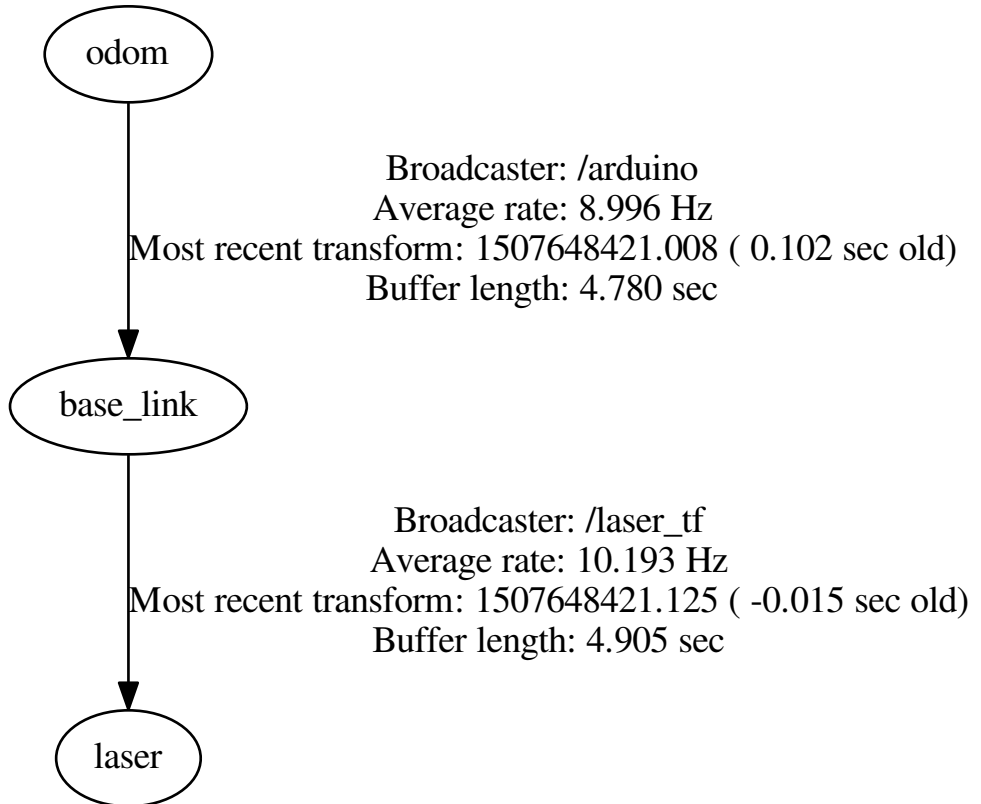 odom
Broadcaster: /arduino
Average rate: 8.996 Hz
Most recent transform: 1507648421.008 ( 0.102 sec old)
Buffer length: 4.780 sec
base_link
Broadcaster: /laser_tf
Average rate: 10.193 Hz
Most recent transform: 1507648421.125 ( -0.015 sec old)
Buffer length: 4.905 sec
laser